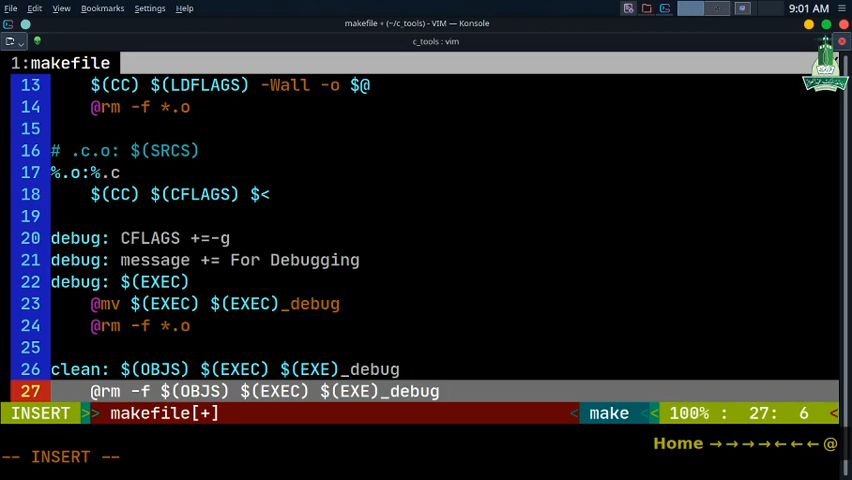 File Edit View Bookmarks Settings Help
9:01 AM
makefile + (~/c_tools) – VIM — Konsole
c_tools : vim
1:makefile
13 $(CC) $(LDFLAGS) -Wall -o $@
14 @rm -f *.o
15
16 # .c.o: $(SRCS)
17 %.o:%.c
18 $(CC) $(CFLAGS) $<
19
20 debug: CFLAGS +=-g
21 debug: message += For Debugging
22 debug: $(EXEC)
23 @mv $(EXEC) $(EXEC)_debug
24 @rm -f *.o
25
26 clean: $(OBJS) $(EXEC) $(EXE)_debug
27 @rm -f $(OBJS) $(EXEC) $(EXE)_debug
INSERT >> makefile[+] < make << 100% : 27: 6 <
Home →→→→←←←@
-- INSERT --